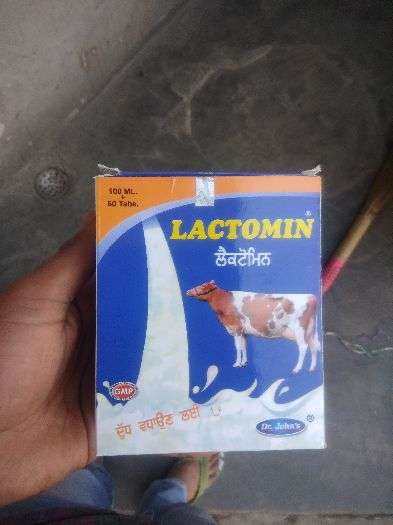 100 ML.
+
60 Tabs.
LACTOMIN®
ਲੈਕਟੋਮਿਨ
GMP
ਦੁੱਧ ਵਧਾਉਣ ਲਈ
Dr. John's®